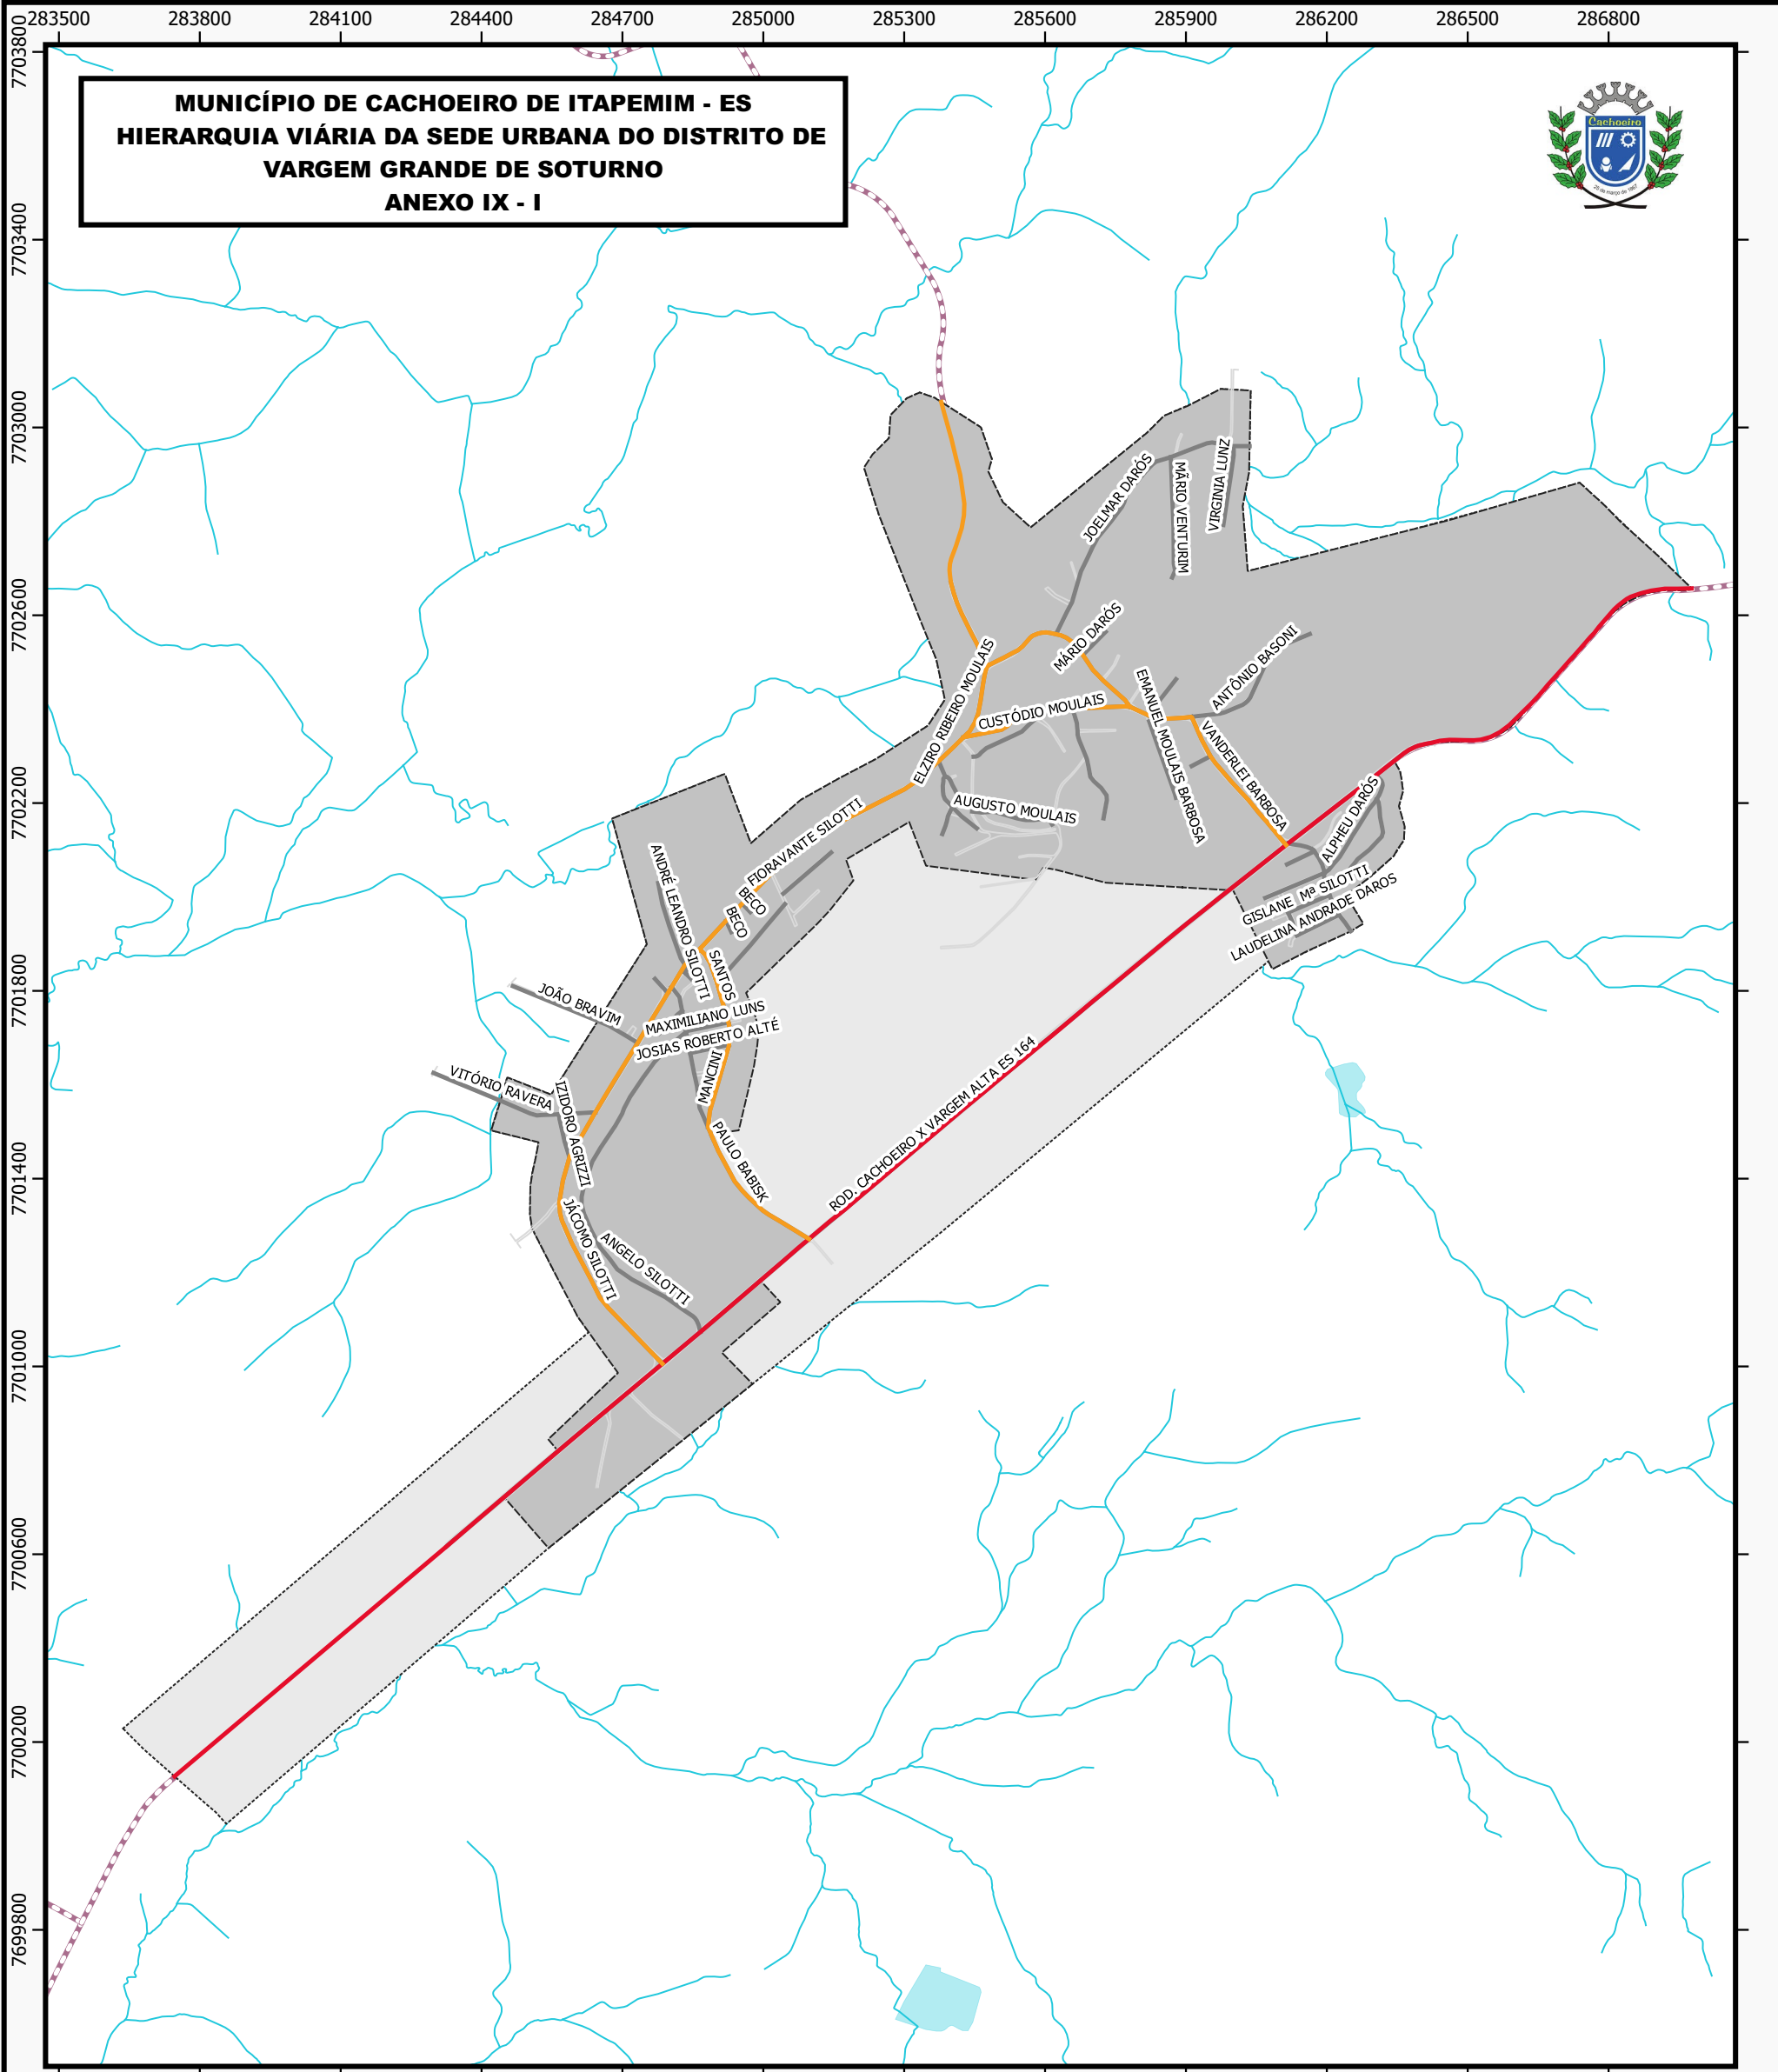 283500 283800 284100 284400 284700 285000 285300 285600 285900 286200 286500 286800
7703800
7703400
7703000
7702600
7702200
7701800
7701400
7701000
7700600
7700200
7699800
MUNICÍPIO DE CACHOEIRO DE ITAPEMIM - ES
HIERARQUIA VIÁRIA DA SEDE URBANA DO DISTRITO DE
VARGEM GRANDE DE SOTURNO
ANEXO IX - I
Cachoeiro
25 de março de 1867
JOELMAR DARÓS
MÁRIO VENTURIM
VIRGINIA LUNZ
MÁRIO DARÓS
ANTÔNIO BASONI
ELZIRO RIBEIRO MOULAIS
CUSTÓDIO MOULAIS
EMANUEL MOULAIS BARBOSA
VANDERLEI BARBOSA
AUGUSTO MOULAIS
ALPHEU DARÓS
FIORAVANTE SILOTTI
ANDRÉ LEANDRO SILOTTI
BECO
BECO
GISLANE Mª SILOTTI
LAUDELINA ANDRADE DAROS
SANTOS
JOÃO BRAVIM
MAXIMILIANO LUNS
JOSIAS ROBERTO ALTÉ
MANCINI
VITÓRIO RAVERA
IZIDORO AGRIZZI
PAULO BABISK
ROD. CACHOEIRO X VARGEM ALTA ES 164
JÁCOMO SILOTTI
ANGELO SILOTTI